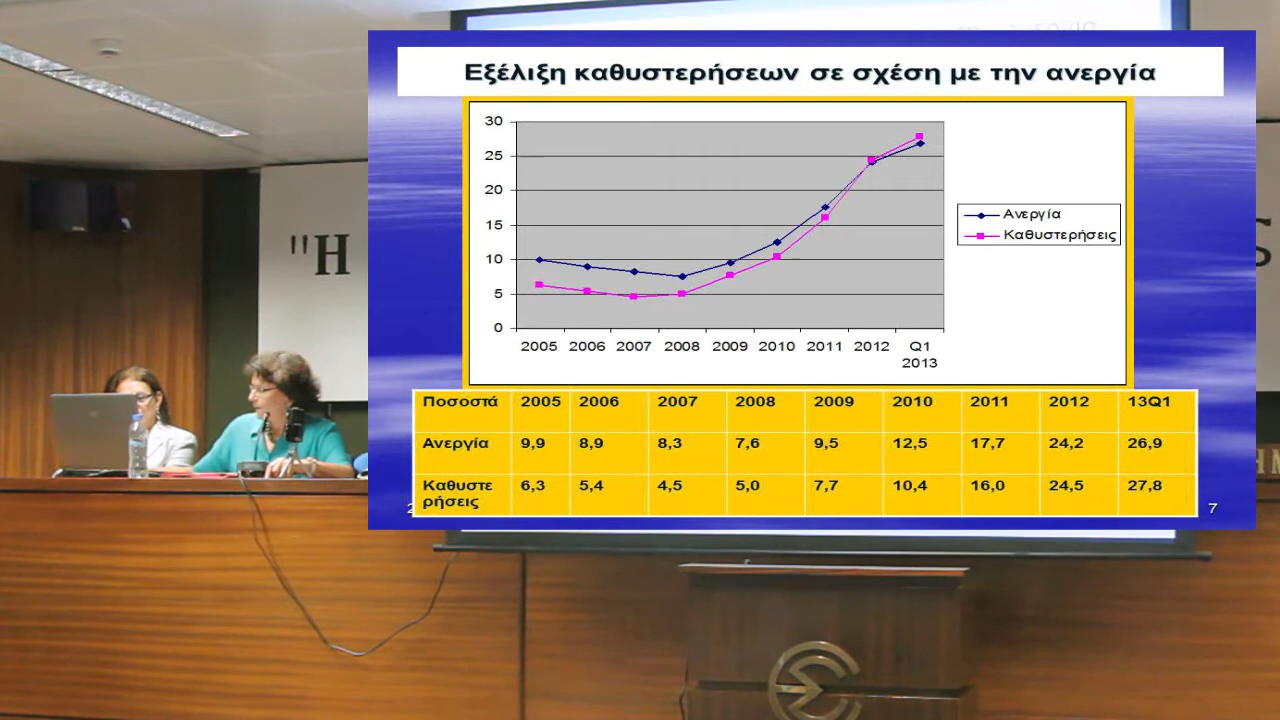 Εξέλιξη καθυστερήσεων σε σχέση με την ανεργία
30
25
20
15
10
5
0
2005 2006 2007 2008 2009 2010 2011 2012 Q1
2013
Ανεργία
Καθυστερήσεις
"Η
Ποσοστά 2005 2006 2007 2008 2009 2010 2011 2012 13Q1
Ανεργία 9,9 8,9 8,3 7,6 9,5 12,5 17,7 24,2 26,9
Καθυστε 6,3 5,4 4,5 5,0 7,7 10,4 16,0 24,5 27,8
ρήσεις
7